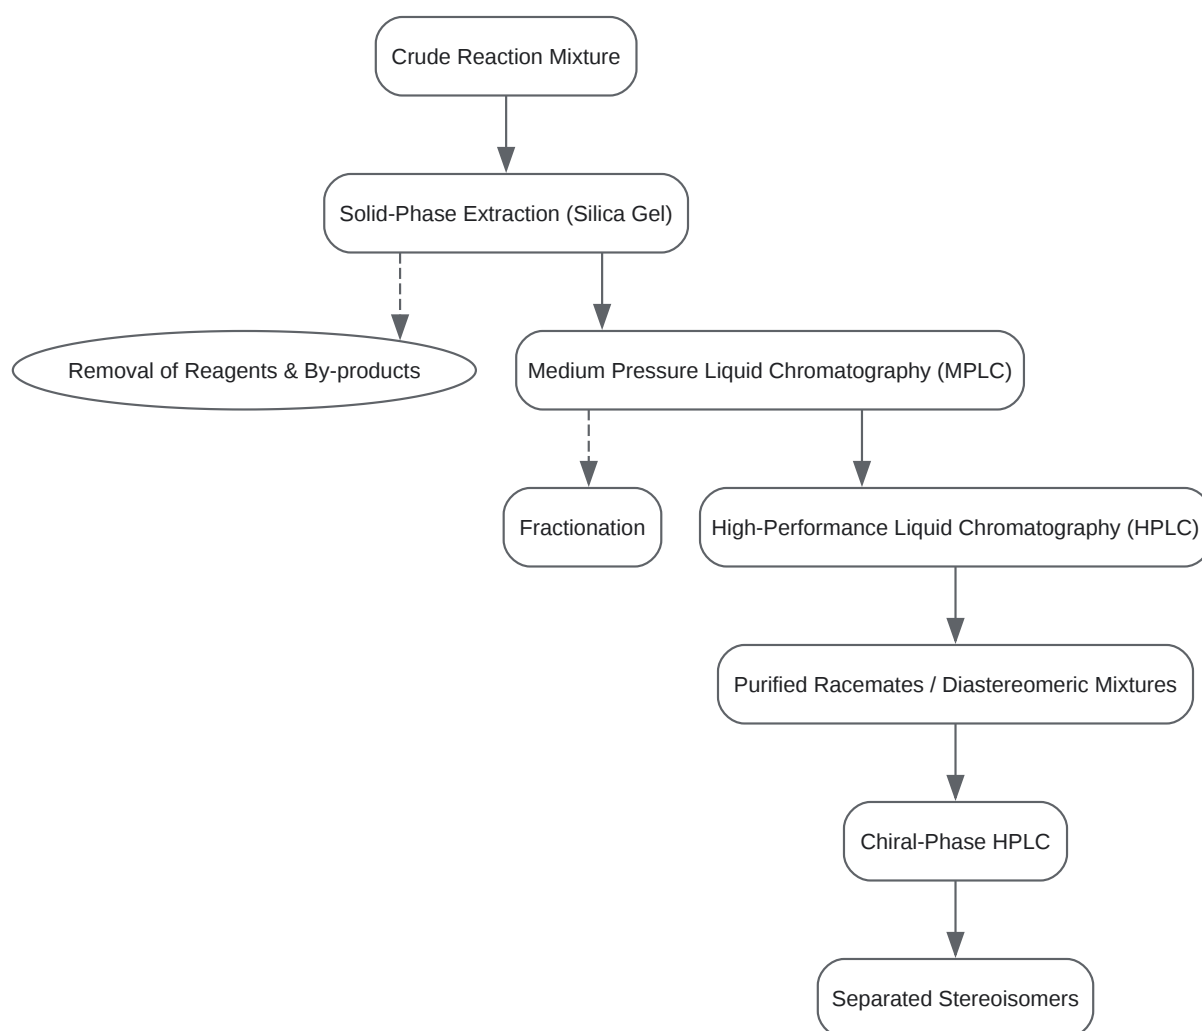 Crude Reaction Mixture
Solid-Phase Extraction (Silica Gel)
Removal of Reagents & By-products
Medium Pressure Liquid Chromatography (MPLC)
Fractionation
High-Performance Liquid Chromatography (HPLC)
Purified Racemates / Diastereomeric Mixtures
Chiral-Phase HPLC
Separated Stereoisomers